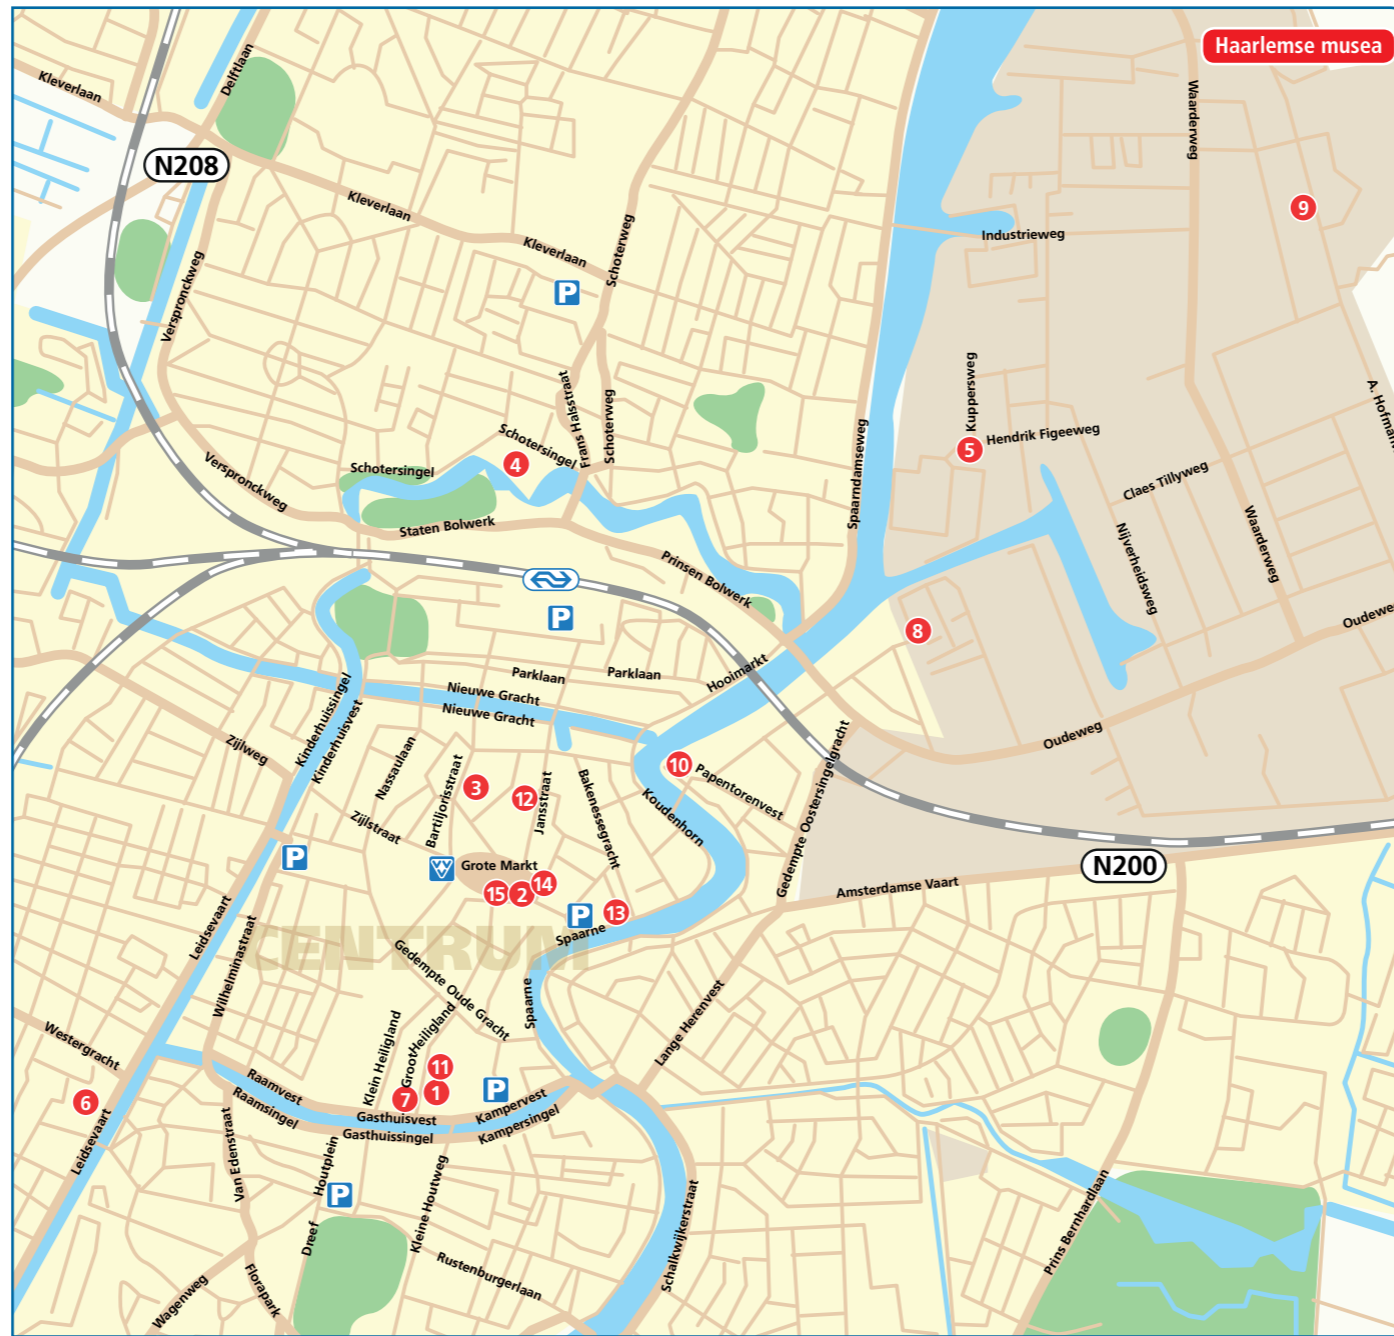 Haarlemse musea
Kleverlaan
Delftlaan
N208
Kleverlaan
Kleverlaan
Schoterweg
Waarderweg
9
Industrieweg
P
Verspronckweg
Kuppersweg
Frans Halsstraat
Schoterweg
A. Hofman
Schotersingel
4
Schotersingel
5
Hendrik Figeeweg
Spaarndamseweg
Claes Tillyweg
Verspronckweg
Staten Bolwerk
Nijverheidsweg
Waarderweg
Prinsen Bolwerk
P
8
Oudeweg
Hooimarkt
Parklaan
Parklaan
Nieuwe Gracht
Nieuwe Gracht
Kinderhuissingel
Kinderhuisvest
Zijlweg
Oudeweg
Nassaulaan
Bartiljorisstraat
3
12
Jansstraat
Bakenessegracht
10
Papentorenvest
Koudenhorn
Gedempte Oostersingelgracht
Zijlstraat
P
VVV
Grote Markt
15
2
14
P
13
Spaarne
N200
Amsterdamse Vaart
CENTRUM
Leidsevaart
Wilhelminastraat
Gedempte Oude Gracht
Spaarne
Lange Herenvest
Westergracht
6
Leidsevaart
Klein Heiligland
Groot Heiligland
11
1
7
P
Raamvest
Raamsingel
Gasthuisvest
Gasthuissingel
Kampervest
Kampersingel
Van Edenstraat
Houtplein
P
Dreef
Kleine Houtweg
Schalkwijkerstraat
Prins Bernhardlaan
Rustenburgerlaan
Wagenweg
Florapark